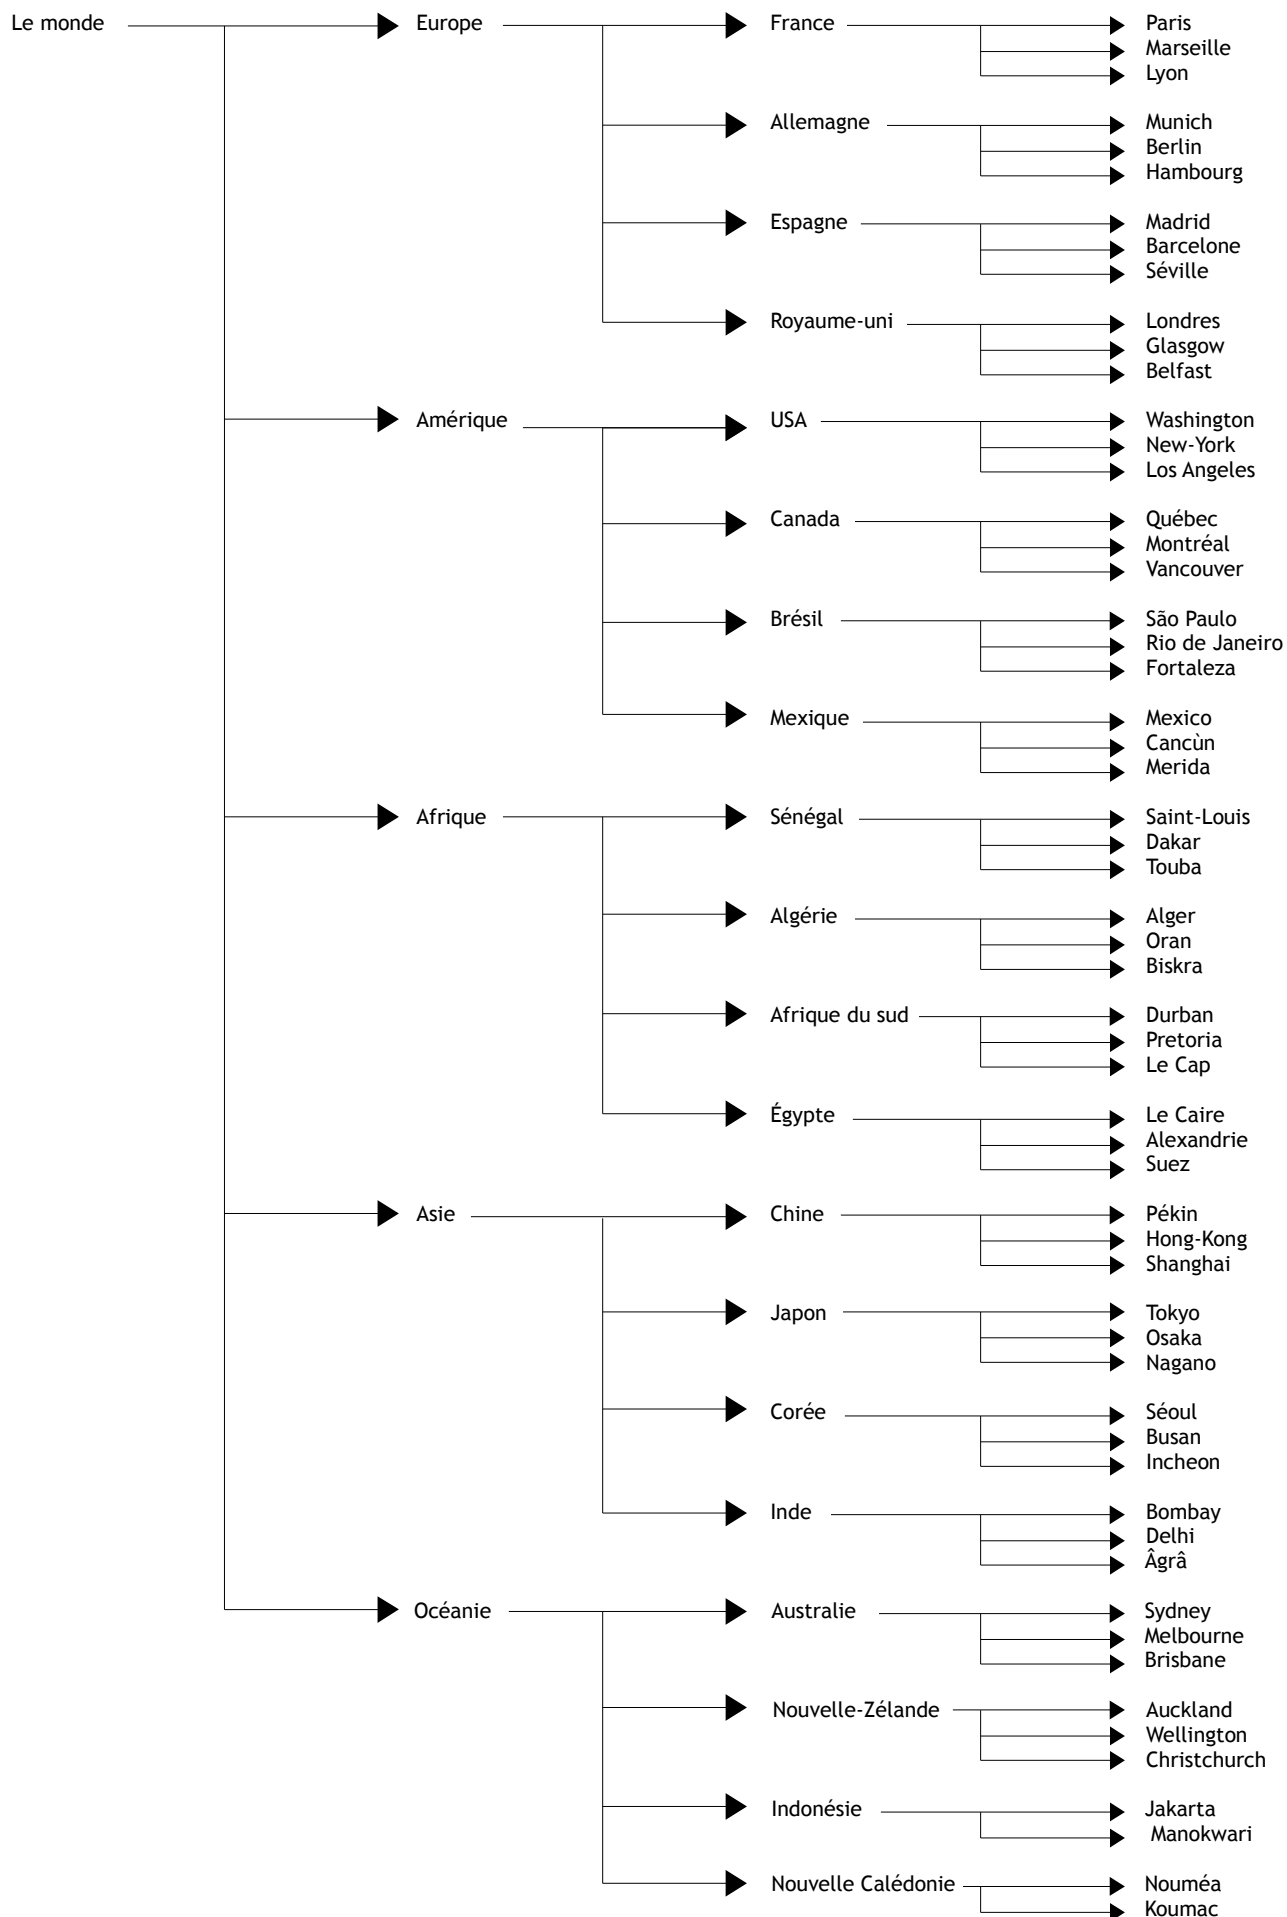 Le monde
Europe
France
Paris
Marseille
Lyon
Allemagne
Munich
Berlin
Hambourg
Espagne
Madrid
Barcelone
Séville
Royaume-uni
Londres
Glasgow
Belfast
Amérique
USA
Washington
New-York
Los Angeles
Canada
Québec
Montréal
Vancouver
Brésil
São Paulo
Rio de Janeiro
Fortaleza
Mexique
Mexico
Cancùn
Merida
Afrique
Sénégal
Saint-Louis
Dakar
Touba
Algérie
Alger
Oran
Biskra
Afrique du sud
Durban
Pretoria
Le Cap
Égypte
Le Caire
Alexandrie
Suez
Asie
Chine
Pékin
Hong-Kong
Shanghai
Japon
Tokyo
Osaka
Nagano
Corée
Séoul
Busan
Incheon
Inde
Bombay
Delhi
Âgrâ
Océanie
Australie
Sydney
Melbourne
Brisbane
Nouvelle-Zélande
Auckland
Wellington
Christchurch
Indonésie
Jakarta
Manokwari
Nouvelle Calédonie
Nouméa
Koumac